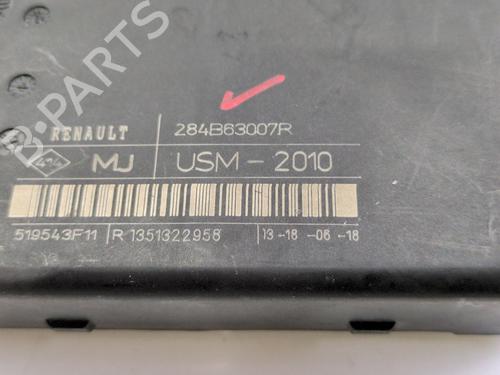 B-PARTS
RENAULT 284B63007R
MJ USM-2010
519543F11 R 1351322958 13-18-06-18